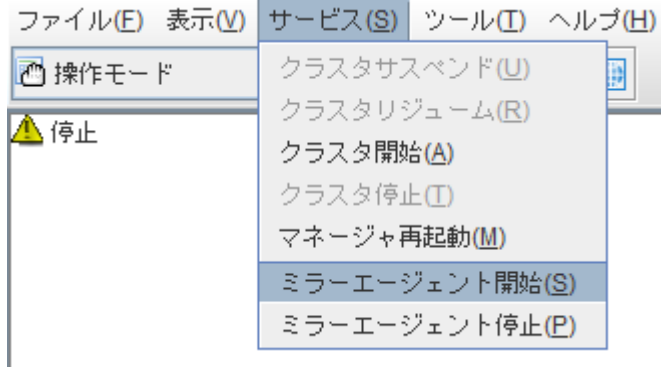 ファイル(F) 表示(V) サービス(S) ツール(T) ヘルプ(H)
操作モード
停止
クラスタサスペンド(U)
クラスタリジューム(R)
クラスタ開始(A)
クラスタ停止(T)
マネージャ再起動(M)
ミラーエージェント開始(S)
ミラーエージェント停止(P)